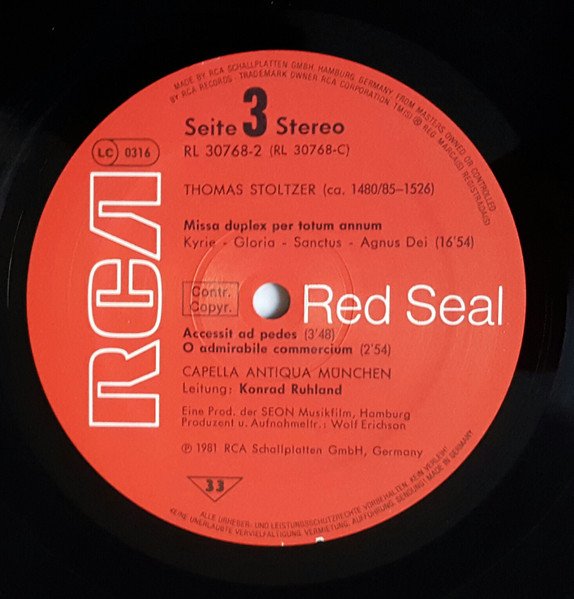 MADE BY RCA SCHALLPLATTEN GMBH, HAMBURG, GERMANY, FROM MASTERS OWNED OR CONTROLLED
BY RCA RECORDS · TRADEMARK OWNER RCA CORPORATION, TM(S) ® REG. MARCA(S) REGISTRADA(S)
Seite 3 Stereo
RL 30768-2 (RL 30768-C)
LC 0316
THOMAS STOLTZER (ca. 1480/85–1526)
Missa duplex per totum annum
Kyrie - Gloria - Sanctus - Agnus Dei (16'54)
RCA
Contr.
Copyr.
Red Seal
Accessit ad pedes (3'48)
O admirabile commercium (2'54)
CAPELLA ANTIQUA MÜNCHEN
Leitung: Konrad Ruhland
Eine Prod. der SEON Musikfilm, Hamburg
Produzent u. Aufnahmeltr.: Wolf Erichson
℗ 1981 RCA Schallplatten GmbH, Germany
33
ALLE URHEBER- UND LEISTUNGSSCHUTZRECHTE VORBEHALTEN. KEIN VERLEIH!
KEINE UNERLAUBTE VERVIELFÄLTIGUNG, VERMIETUNG, AUFFÜHRUNG, SENDUNG! MADE IN GERMANY